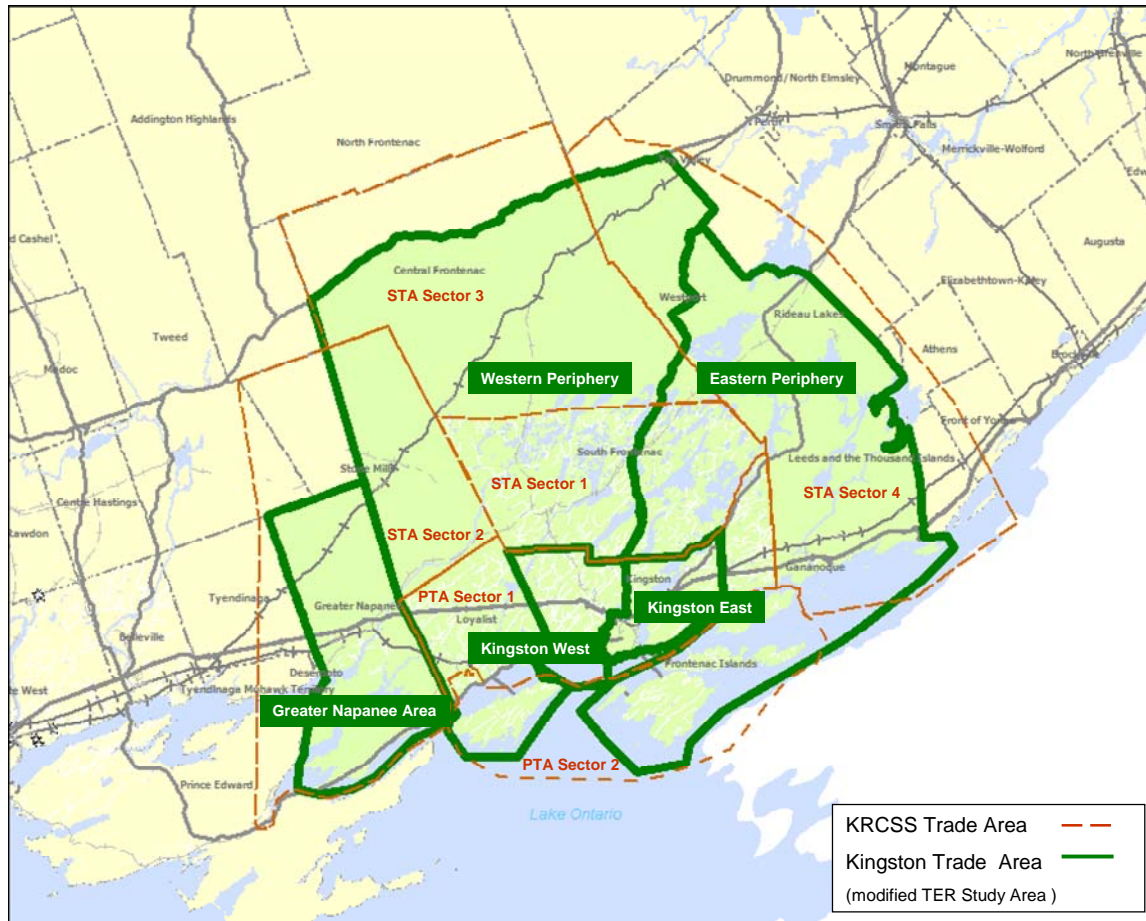 North Grenville
Montague
Drummond/North Elmsley
Addington Highlands
Perth
Smiths Falls
North Frontenac
Merrickville-Wolford
Tay Valley
Augusta
Central Frontenac
Elizabethtown-Kitley
STA Sector 3
Westport
Rideau Lakes
Tweed
Athens
Brockville
Madoc
Western Periphery
Eastern Periphery
Front of Yonge
South Frontenac
Leeds and the Thousand Islands
Stone Mills
STA Sector 1
STA Sector 4
Centre Hastings
Rawdon
STA Sector 2
Gananoque
Kingston
Tyendinaga
PTA Sector 1
Greater Napanee
Kingston East
Loyalist
Belleville
Kingston West
Deseronto
Frontenac Islands
Tyendinaga Mohawk Territory
Greater Napanee Area
PTA Sector 2
Prince Edward
Lake Ontario
KRCSS Trade Area
Kingston Trade Area
(modified TER Study Area )